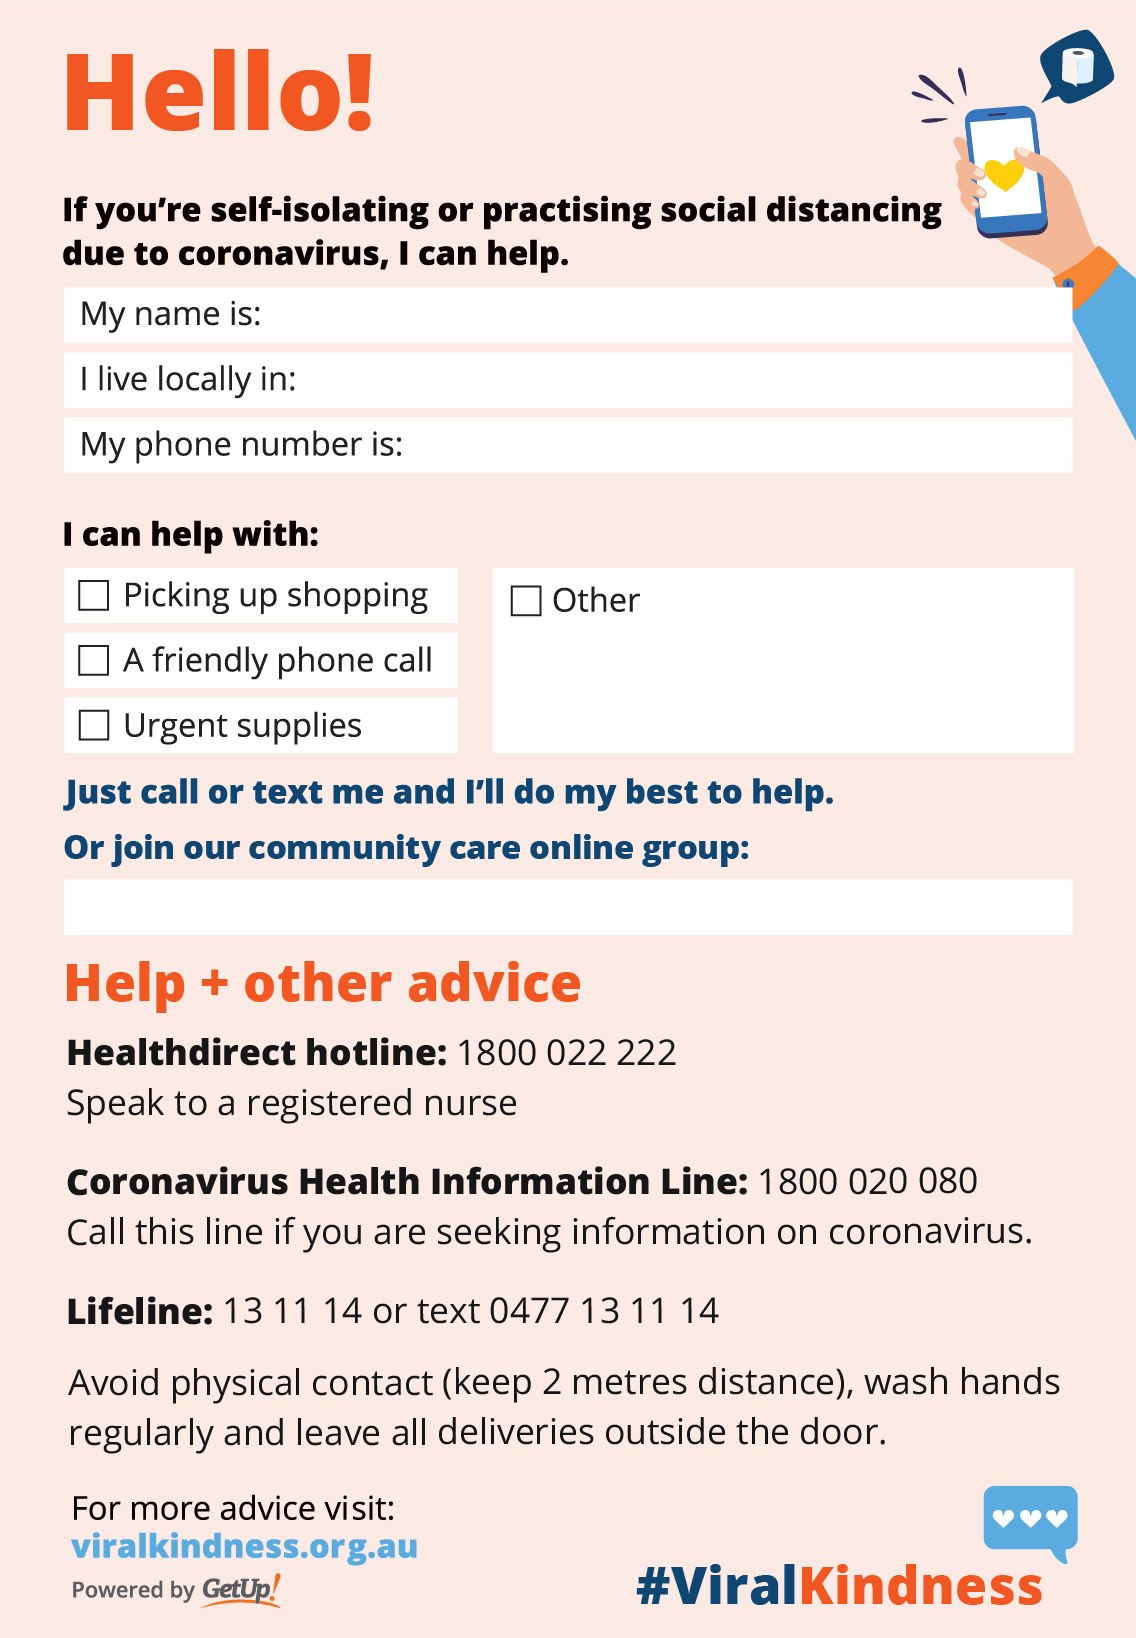 Hello!
If you’re self-isolating or practising social distancing
due to coronavirus, I can help.
My name is:
I live locally in:
My phone number is:
I can help with:
Picking up shopping
A friendly phone call
Urgent supplies
Other
Just call or text me and I’ll do my best to help.
Or join our community care online group:
Help + other advice
Healthdirect hotline: 1800 022 222
Speak to a registered nurse
Coronavirus Health Information Line: 1800 020 080
Call this line if you are seeking information on coronavirus.
Lifeline: 13 11 14 or text 0477 13 11 14
Avoid physical contact (keep 2 metres distance), wash hands
regularly and leave all deliveries outside the door.
For more advice visit:
viralkindness.org.au
Powered by GetUp!
#ViralKindness